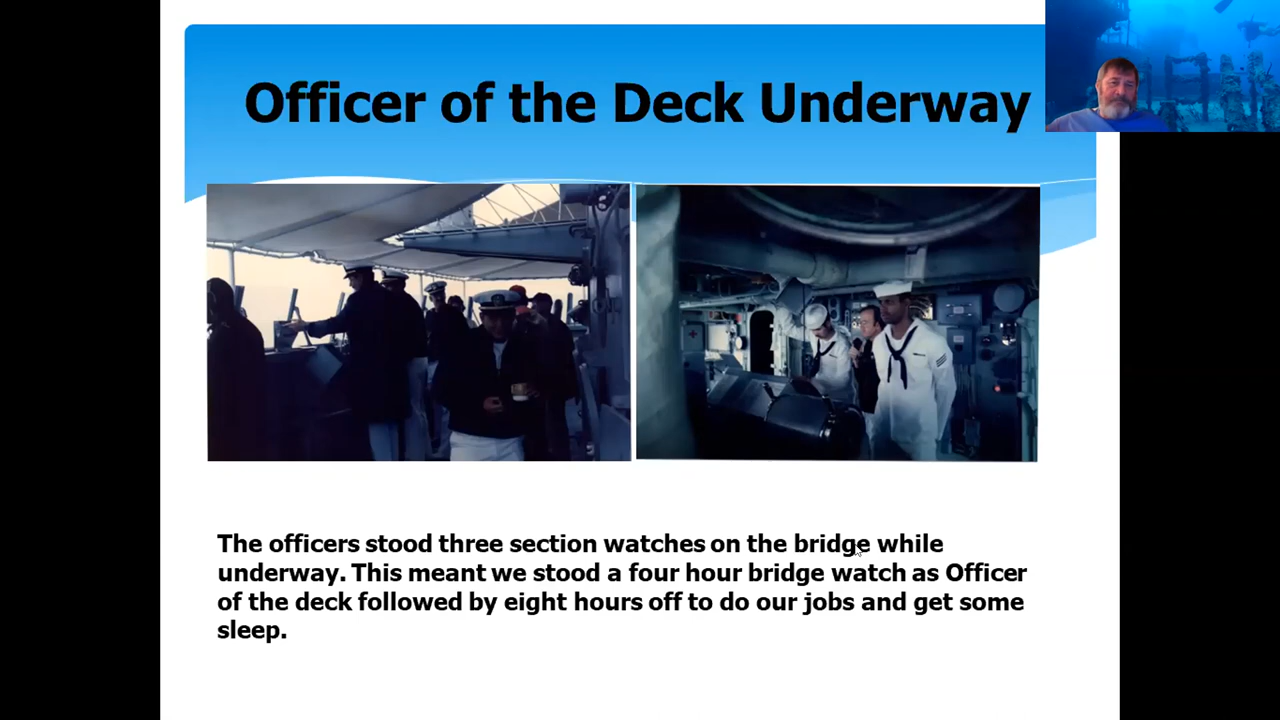 Officer of the Deck Underway
The officers stood three section watches on the bridge while
underway. This meant we stood a four hour bridge watch as Officer
of the deck followed by eight hours off to do our jobs and get some
sleep.